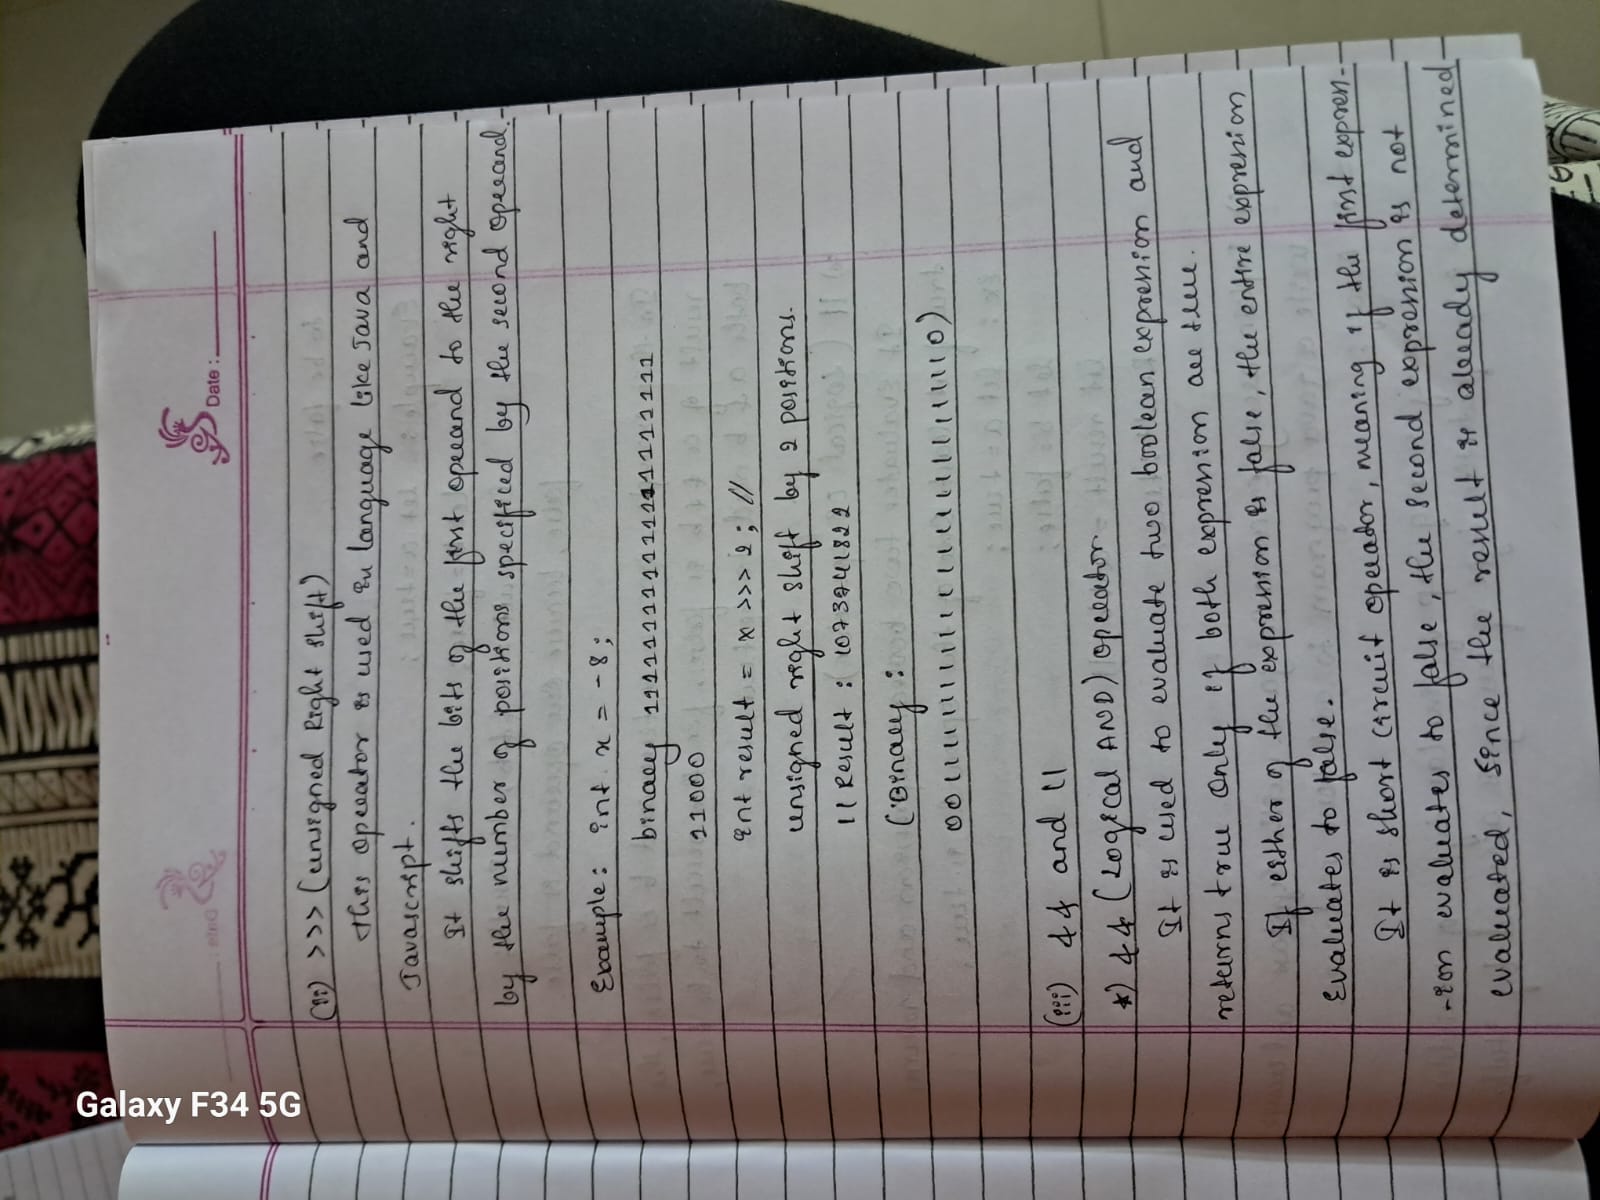 Date :
(ii) >>> (unsigned Right shift)
This operator is used in language like Java and
Javascript.
It shifts the bits of the first operand to the right
by the number of positions specificed by the second operand.
Example: int x = -8;
binary 111111111111111111111111111
11000
int result = x >>> 2; //
unsigned right shift by 2 positions.
// Result : 1073741822
(Binary :
00111111111111111111111111111110)
(iii) && and ||
*) && (Logical AND) operator
It is used to evaluate two boolean expression and
returns true only if both expression are true.
If either of the expression is false, the entire expression
Evaluates to false.
It is short circuit operator, meaning if the first expres-
-sion evaluates to false, the second expression is not
evaluated, since the result is already determined
Galaxy F34 5G